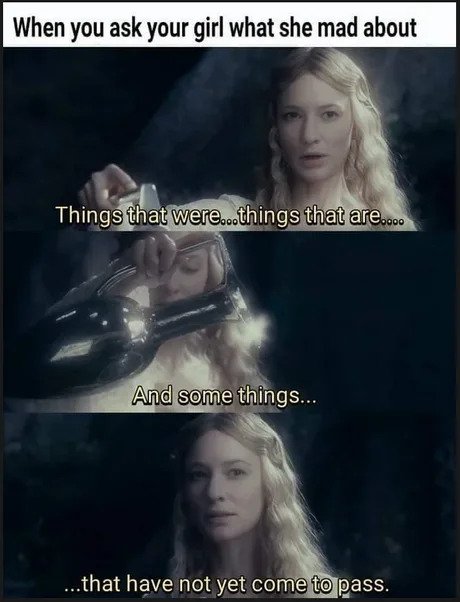 When you ask your girl what she mad about
Things that were...things that are....
And some things...
...that have not yet come to pass.